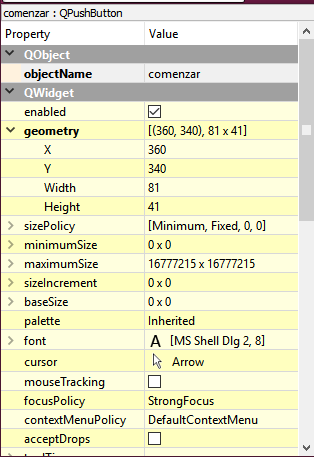 comenzar : QPushButton
Property Value
QObject
objectName comenzar
QWidget
enabled
geometry [(360, 340), 81 x 41]
X 360
Y 340
Width 81
Height 41
sizePolicy [Minimum, Fixed, 0, 0]
minimumSize 0 x 0
maximumSize 16777215 x 16777215
sizeIncrement 0 x 0
baseSize 0 x 0
palette Inherited
font A [MS Shell Dlg 2, 8]
cursor Arrow
mouseTracking
focusPolicy StrongFocus
contextMenuPolicy DefaultContextMenu
acceptDrops